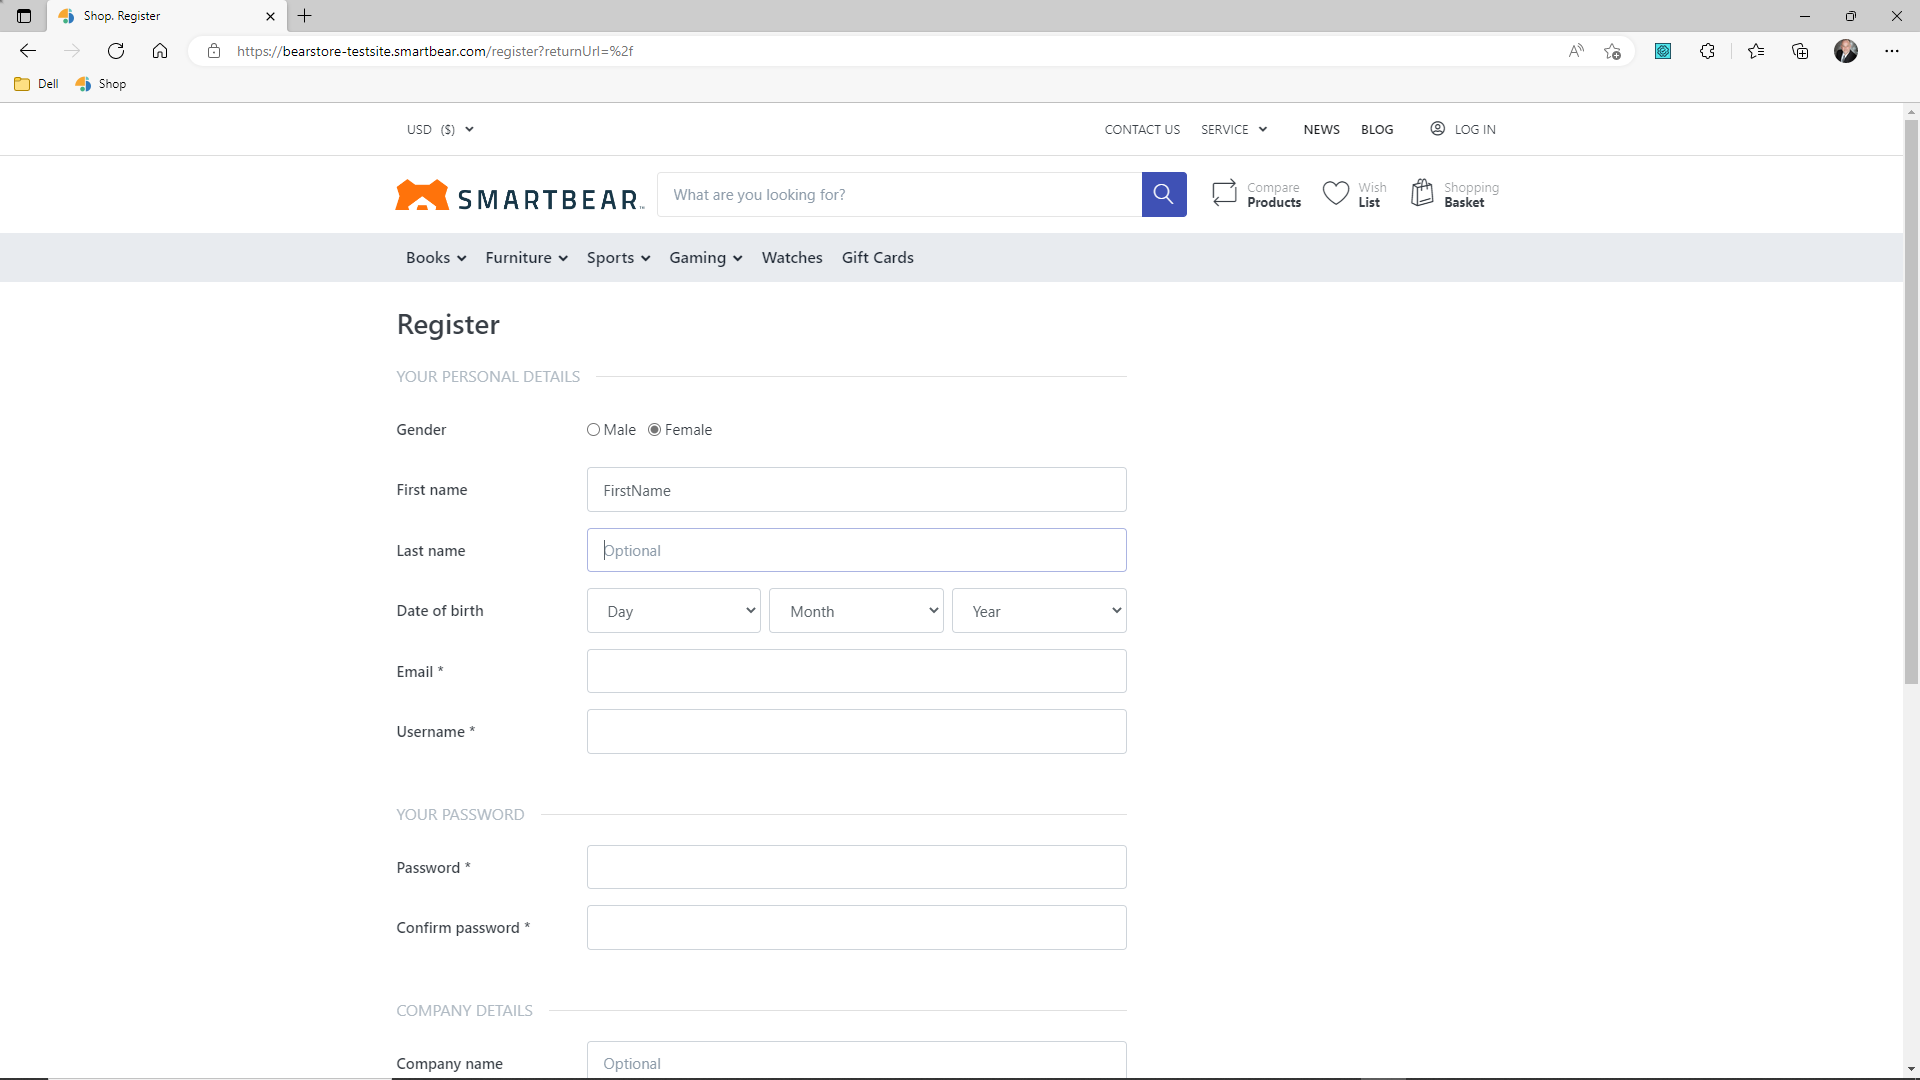 Shop. Register
https://bearstore-testsite.smartbear.com/register?returnUrl=%2f
Dell Shop
USD ($) CONTACT US SERVICE NEWS BLOG LOG IN
SMARTBEAR™ What are you looking for? Compare Products Wish List Shopping Basket
Books Furniture Sports Gaming Watches Gift Cards
Register
YOUR PERSONAL DETAILS
Gender Male Female
First name FirstName
Last name Optional
Date of birth Day Month Year
Email *
Username *
YOUR PASSWORD
Password *
Confirm password *
COMPANY DETAILS
Company name Optional